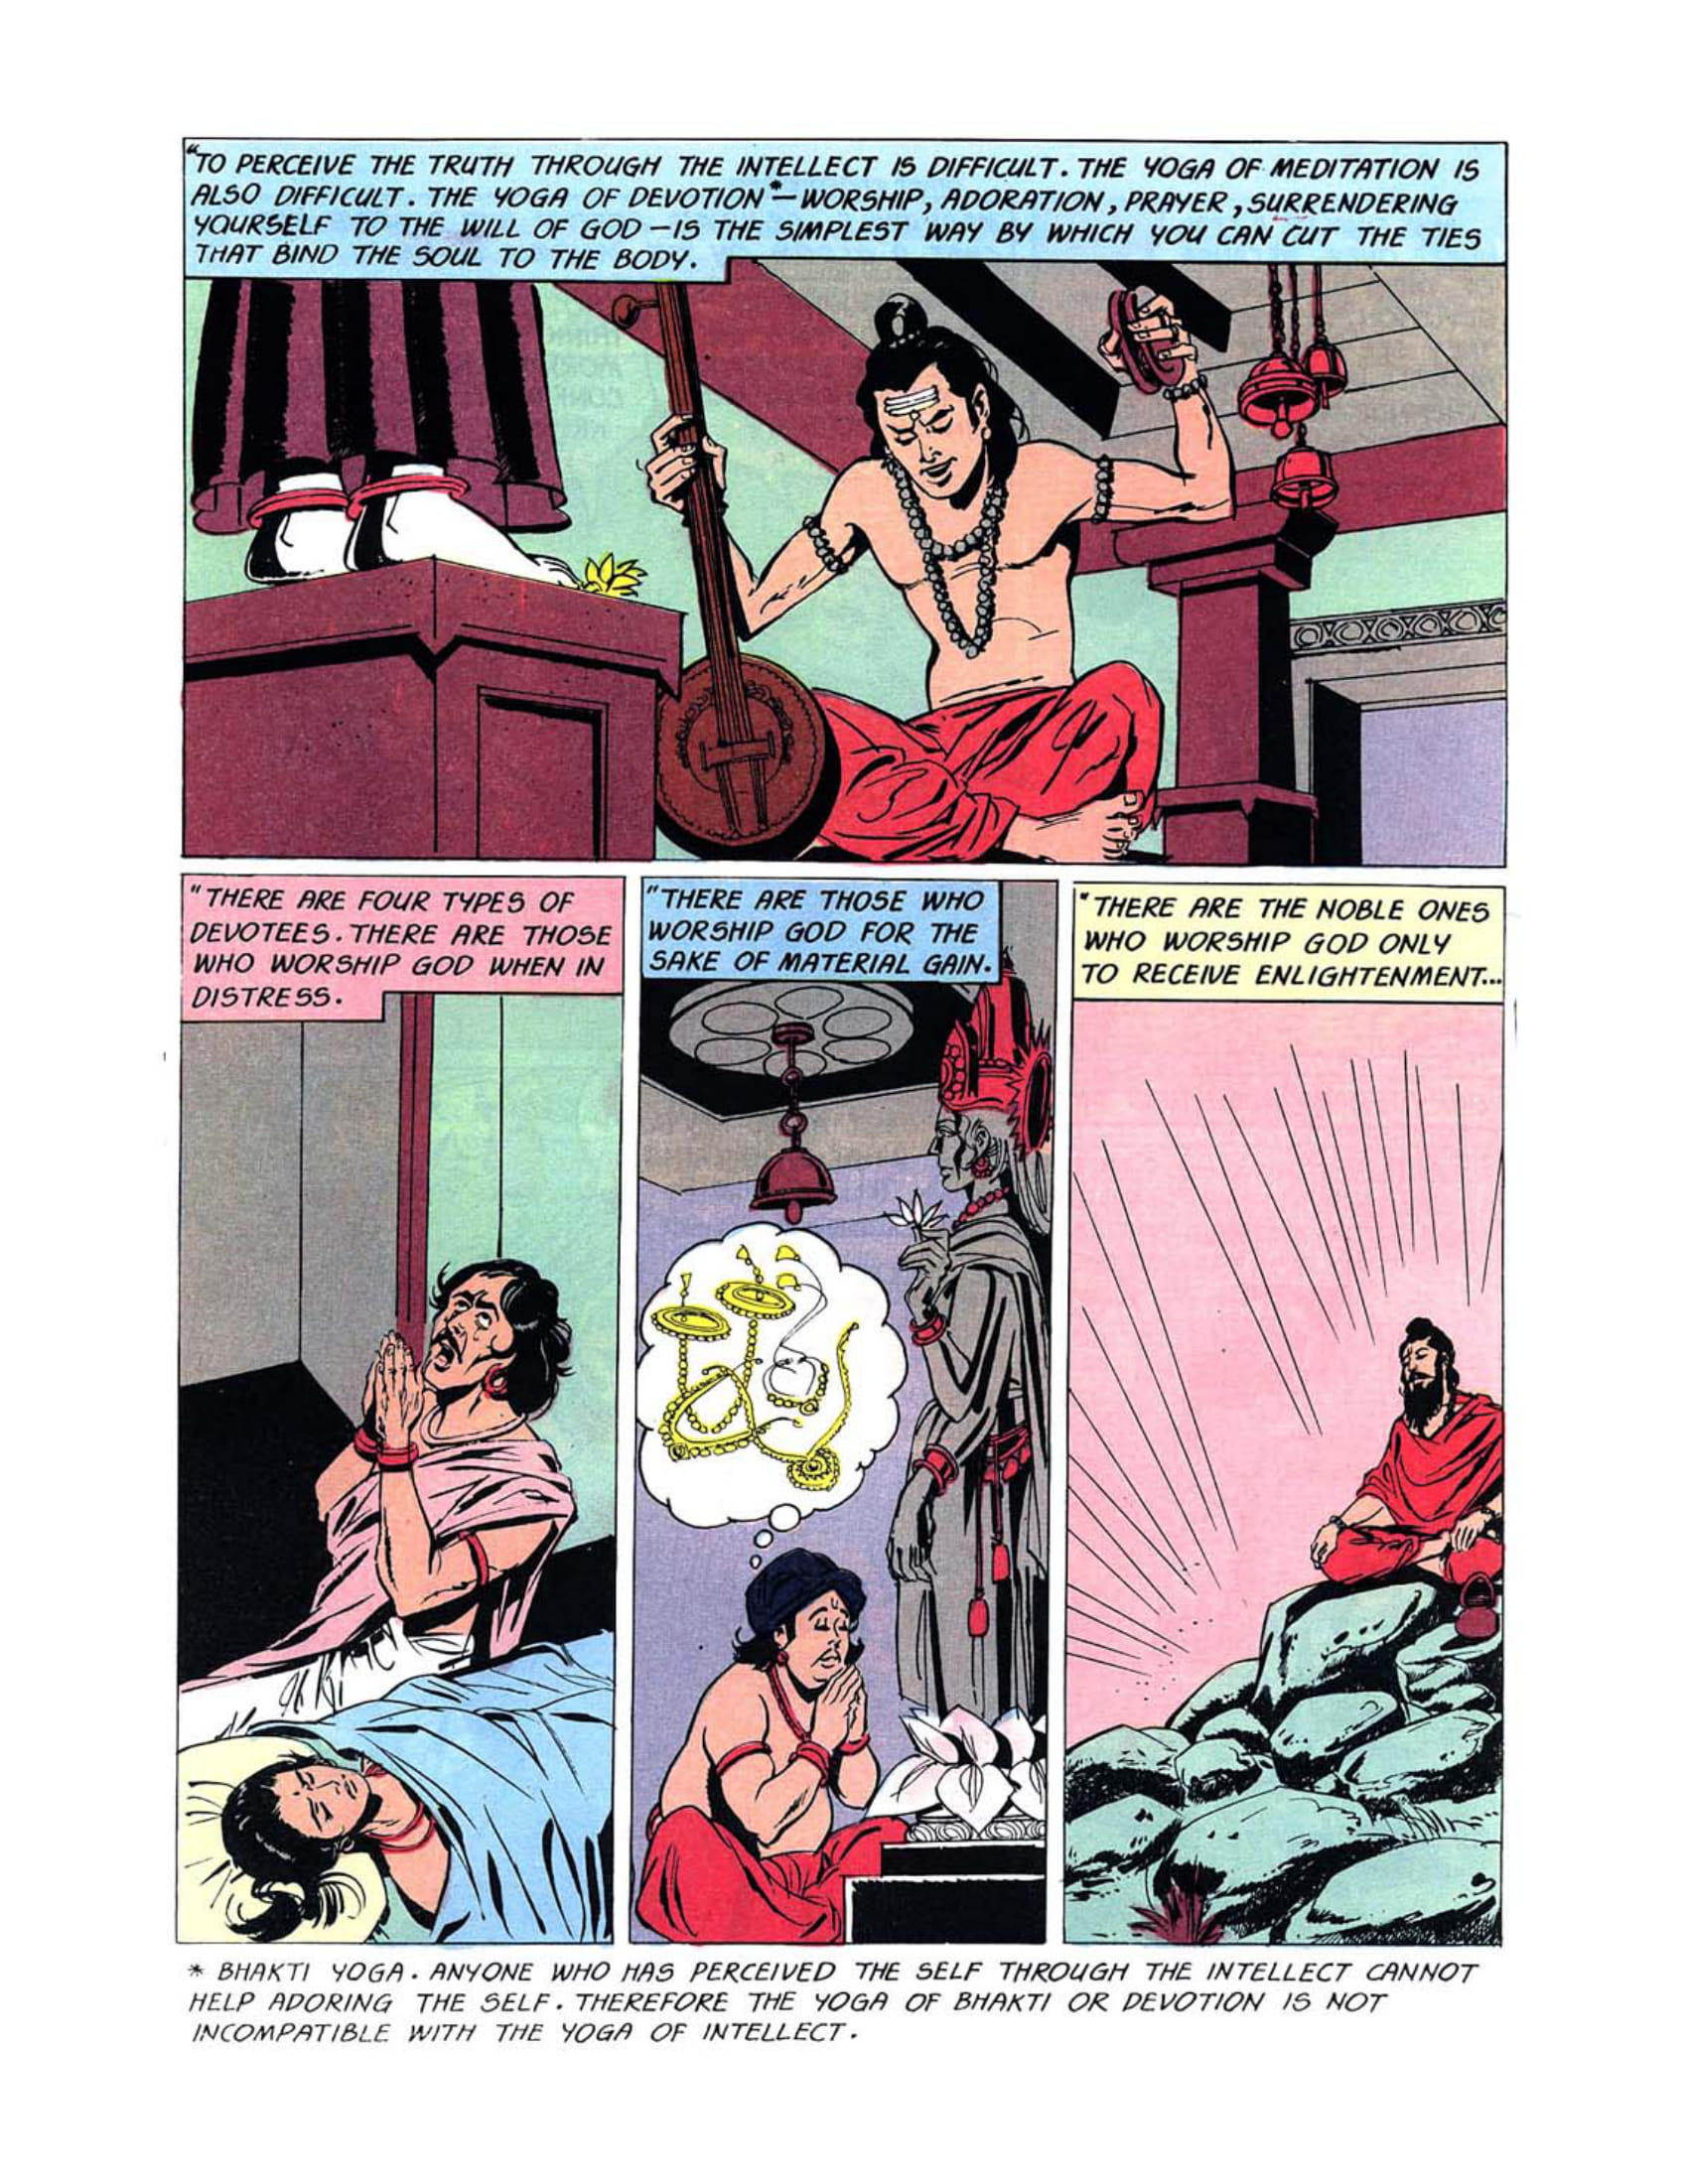 "TO PERCEIVE THE TRUTH THROUGH THE INTELLECT IS DIFFICULT. THE YOGA OF MEDITATION IS
ALSO DIFFICULT. THE YOGA OF DEVOTION*—WORSHIP, ADORATION, PRAYER, SURRENDERING
YOURSELF TO THE WILL OF GOD—IS THE SIMPLEST WAY BY WHICH YOU CAN CUT THE TIES
THAT BIND THE SOUL TO THE BODY.
"THERE ARE FOUR TYPES OF
DEVOTEES. THERE ARE THOSE
WHO WORSHIP GOD WHEN IN
DISTRESS.
"THERE ARE THOSE WHO
WORSHIP GOD FOR THE
SAKE OF MATERIAL GAIN.
"THERE ARE THE NOBLE ONES
WHO WORSHIP GOD ONLY
TO RECEIVE ENLIGHTENMENT...
* BHAKTI YOGA. ANYONE WHO HAS PERCEIVED THE SELF THROUGH THE INTELLECT CANNOT
HELP ADORING THE SELF. THEREFORE THE YOGA OF BHAKTI OR DEVOTION IS NOT
INCOMPATIBLE WITH THE YOGA OF INTELLECT.